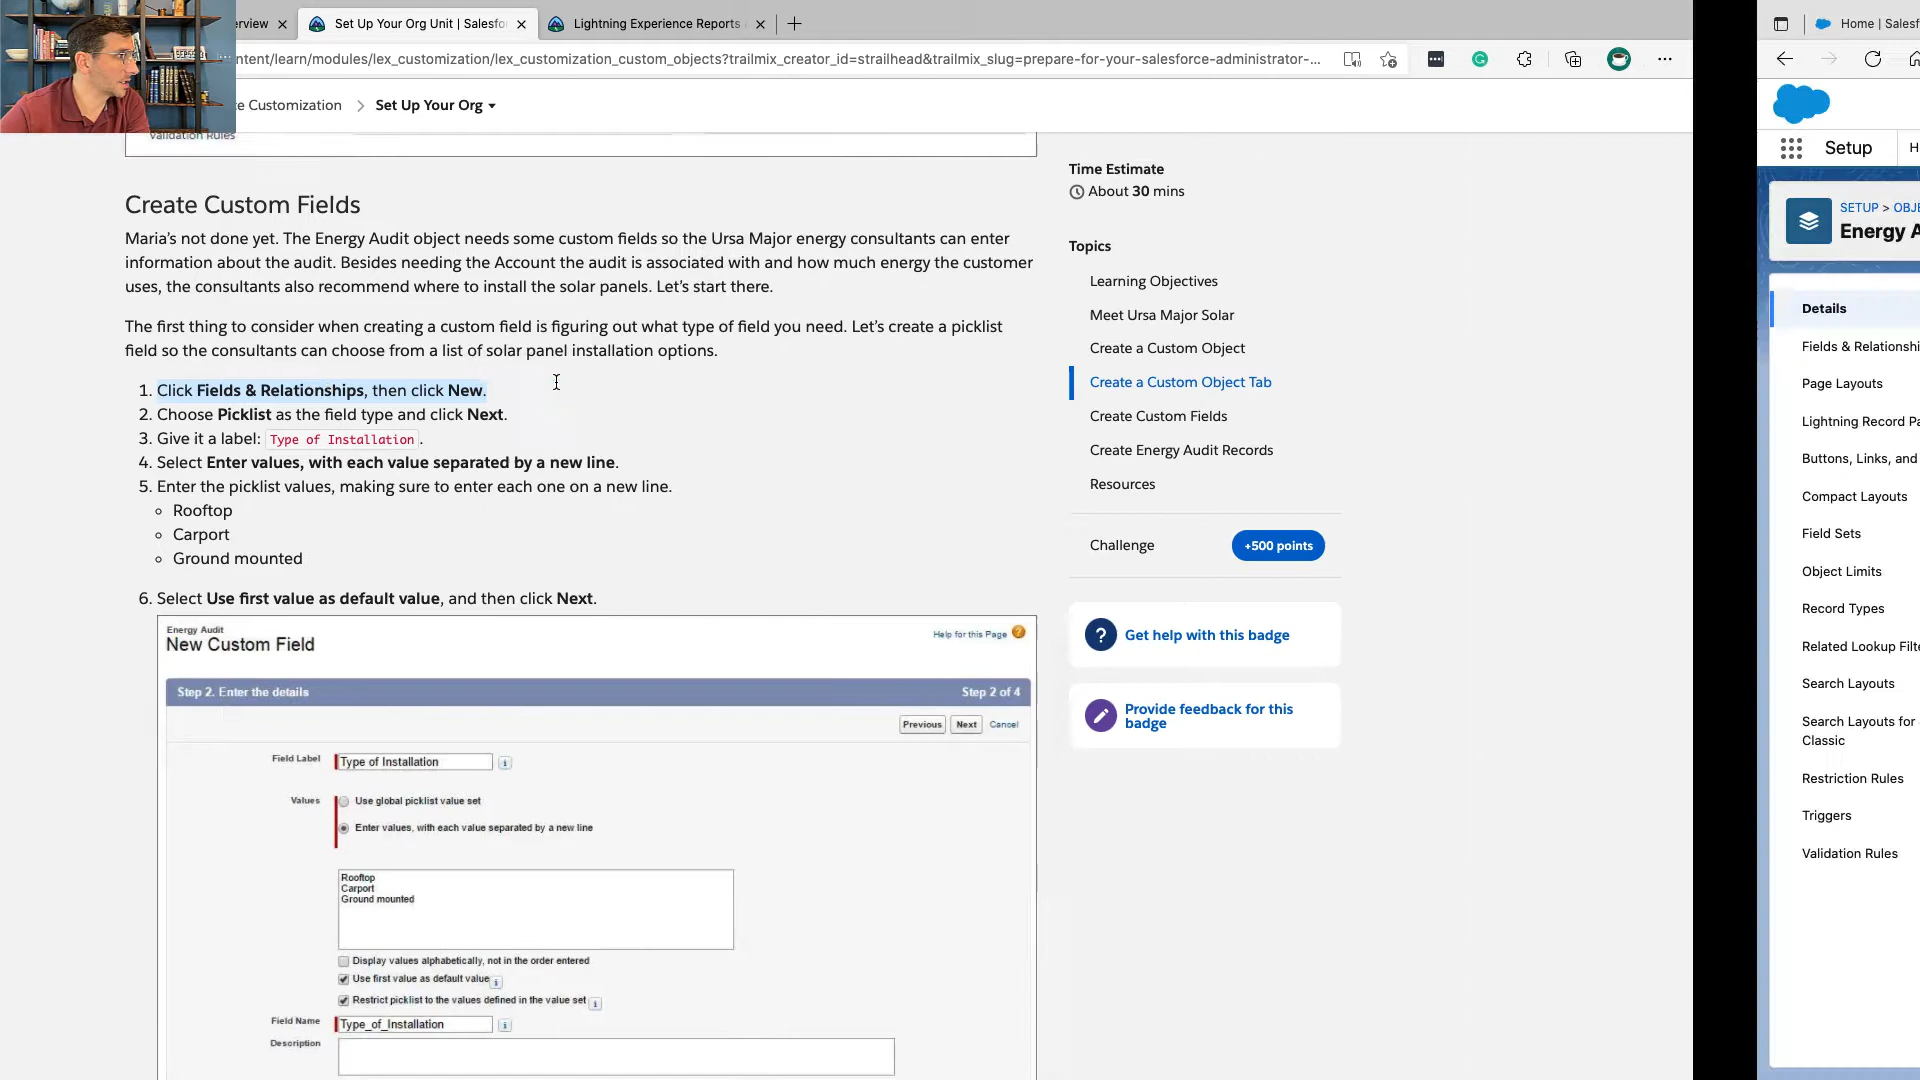 erview
Set Up Your Org Unit | Salesfo
Lightning Experience Reports
Home | Salesf
ntent/learn/modules/lex_customization/lex_customization_custom_objects?trailmix_creator_id=strailhead&trailmix_slug=prepare-for-your-salesforce-administrator-...
e Customization
Set Up Your Org
Validation Rules
Create Custom Fields
Maria's not done yet. The Energy Audit object needs some custom fields so the Ursa Major energy consultants can enter
information about the audit. Besides needing the Account the audit is associated with and how much energy the customer
uses, the consultants also recommend where to install the solar panels. Let's start there.
The first thing to consider when creating a custom field is figuring out what type of field you need. Let's create a picklist
field so the consultants can choose from a list of solar panel installation options.
1. Click Fields & Relationships, then click New.
2. Choose Picklist as the field type and click Next.
3. Give it a label: Type of Installation.
4. Select Enter values, with each value separated by a new line.
5. Enter the picklist values, making sure to enter each one on a new line.
Rooftop
Carport
Ground mounted
6. Select Use first value as default value, and then click Next.
Energy Audit
New Custom Field
Help for this Page
Step 2. Enter the details
Step 2 of 4
Previous
Next
Cancel
Field Label
Type of Installation
Values
Use global picklist value set
Enter values, with each value separated by a new line
Rooftop
Carport
Ground mounted
Display values alphabetically, not in the order entered
Use first value as default value
Restrict picklist to the values defined in the value set
Field Name
Type_of_Installation
Description
Time Estimate
About 30 mins
Topics
Learning Objectives
Meet Ursa Major Solar
Create a Custom Object
Create a Custom Object Tab
Create Custom Fields
Create Energy Audit Records
Resources
Challenge
+500 points
Get help with this badge
Provide feedback for this
badge
Setup
H
SETUP > OBJE
Energy A
Details
Fields & Relationshi
Page Layouts
Lightning Record Pa
Buttons, Links, and
Compact Layouts
Field Sets
Object Limits
Record Types
Related Lookup Filte
Search Layouts
Search Layouts for
Classic
Restriction Rules
Triggers
Validation Rules